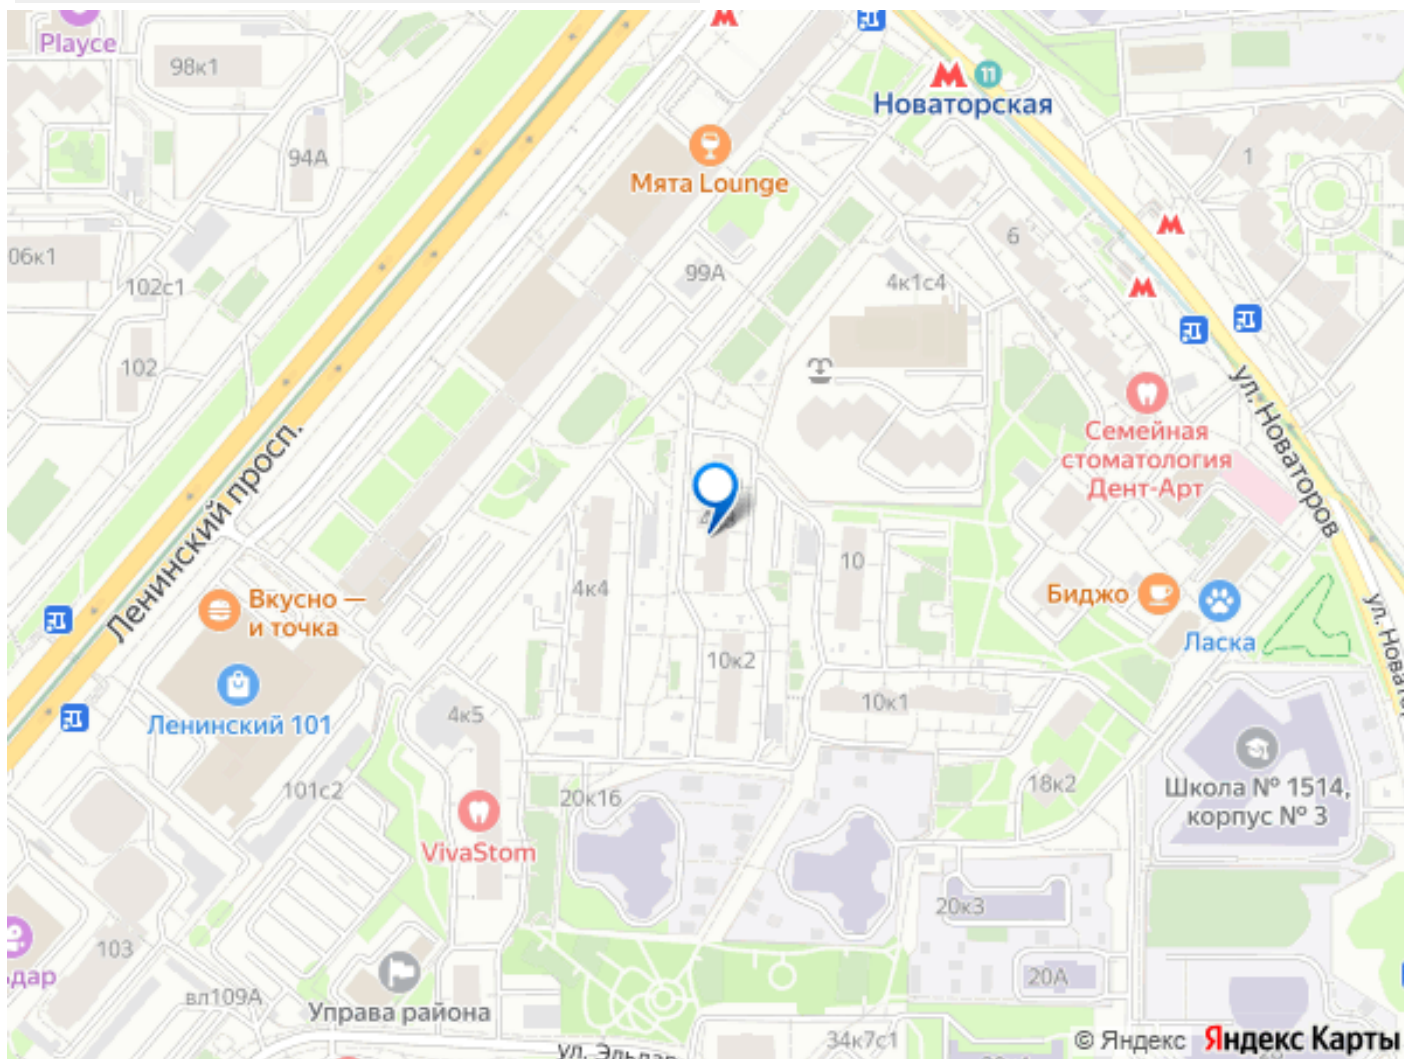 Playce
98к1
11
Новаторская
94А
1
Мята Lounge
6
06к1
99А
4к1с4
102с1
102
ул. Новаторов
Семейная
стоматология
Дент-Арт
Ленинский просп.
10
4к4
Вкусно —
и точка
Биджо
Ласка
10к2
10к1
Ленинский 101
4к5
18к2
Школа № 1514,
корпус № 3
101с2
20к16
VivaStom
20к3
103
20А
вл109А
Управа района
34к7с1
© Яндекс Яндекс Карты